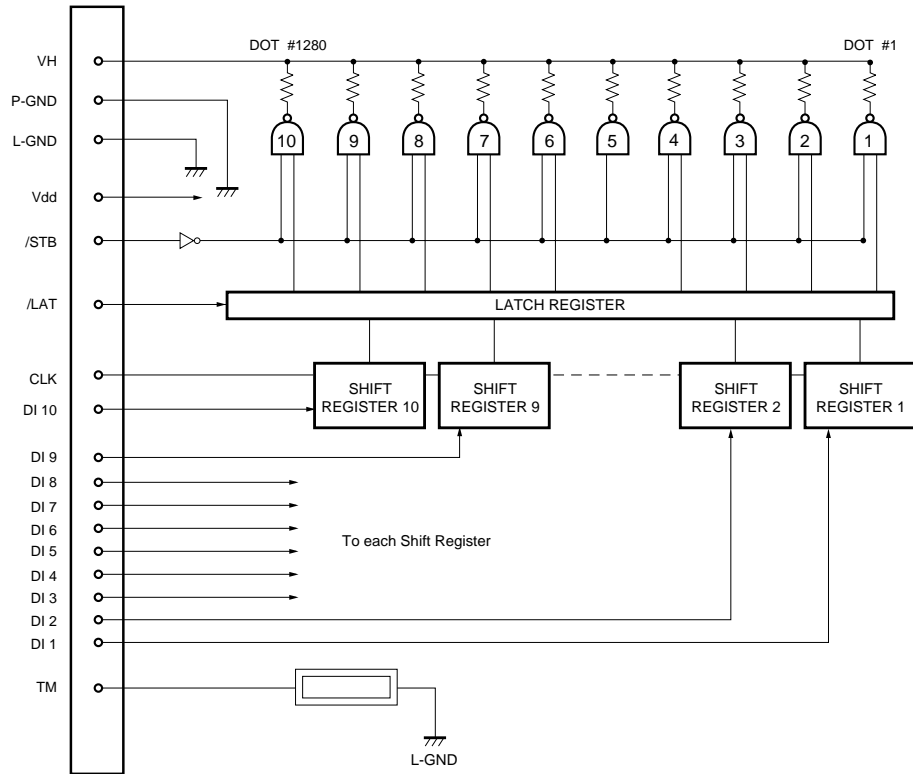 DOT #1280
DOT #1
VH
P-GND
L-GND
10 9 8 7 6 5 4 3 2 1
Vdd
/STB
/LAT
LATCH REGISTER
CLK
SHIFT
REGISTER 10
SHIFT
REGISTER 9
SHIFT
REGISTER 2
SHIFT
REGISTER 1
DI 10
DI 9
DI 8
DI 7
DI 6
To each Shift Register
DI 5
DI 4
DI 3
DI 2
DI 1
TM
L-GND